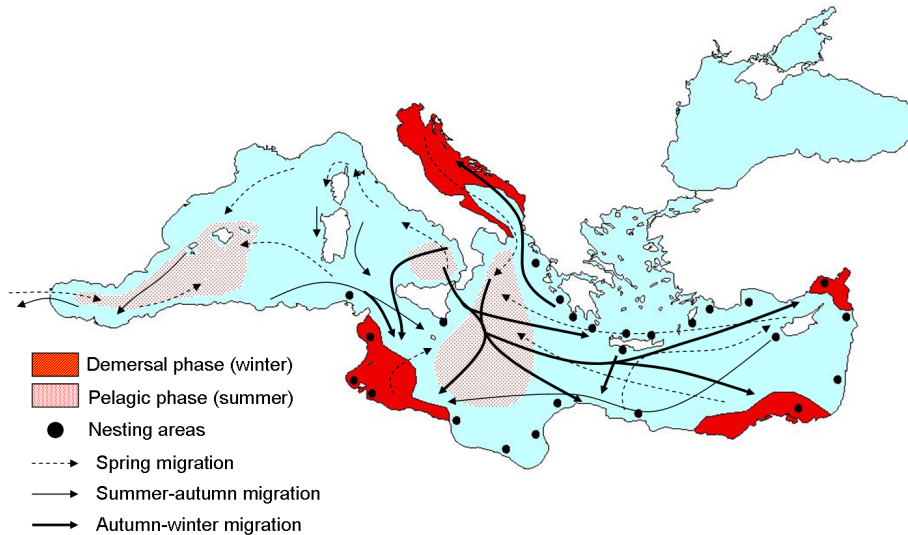 Demersal phase (winter)
Pelagic phase (summer)
Nesting areas
Spring migration
Summer-autumn migration
Autumn-winter migration